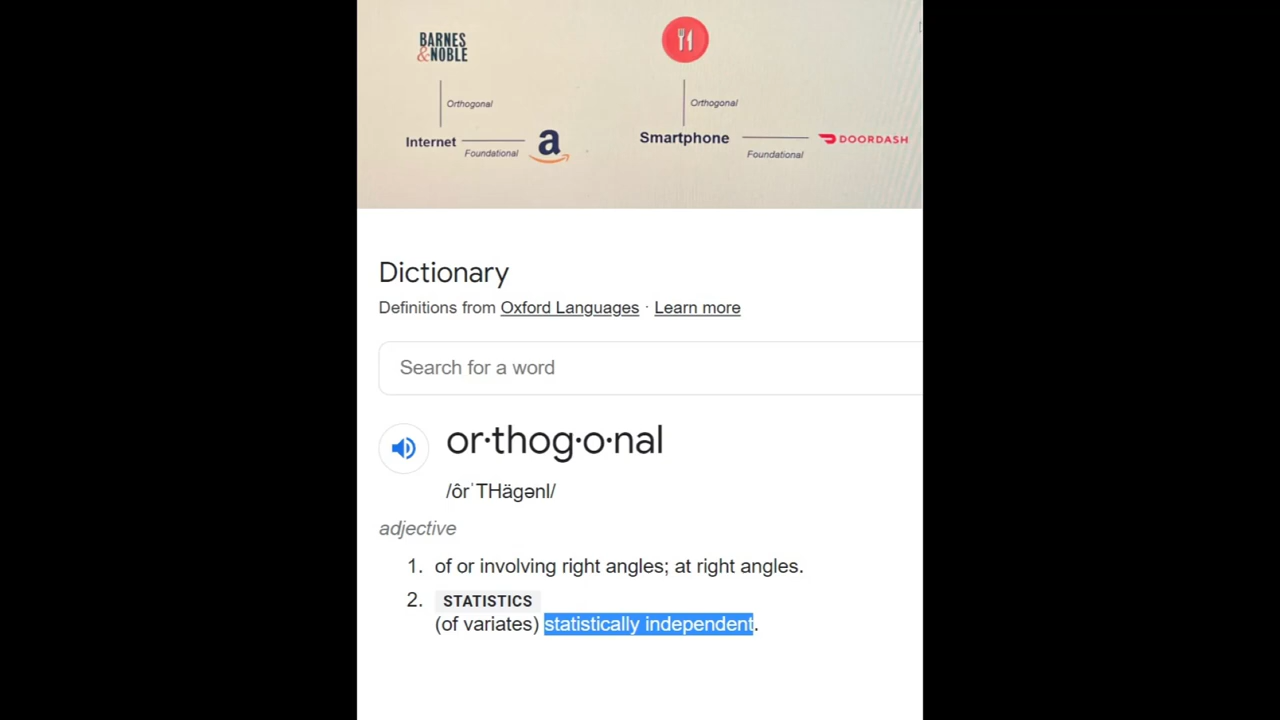 BARNES
&NOBLE
Orthogonal
Orthogonal
Internet
a
Smartphone
DOORDASH
Foundational
Foundational
Dictionary
Definitions from Oxford Languages · Learn more
Search for a word
or·thog·o·nal
/ôrˈTHäɡənl/
adjective
1. of or involving right angles; at right angles.
2. STATISTICS
(of variates) statistically independent.